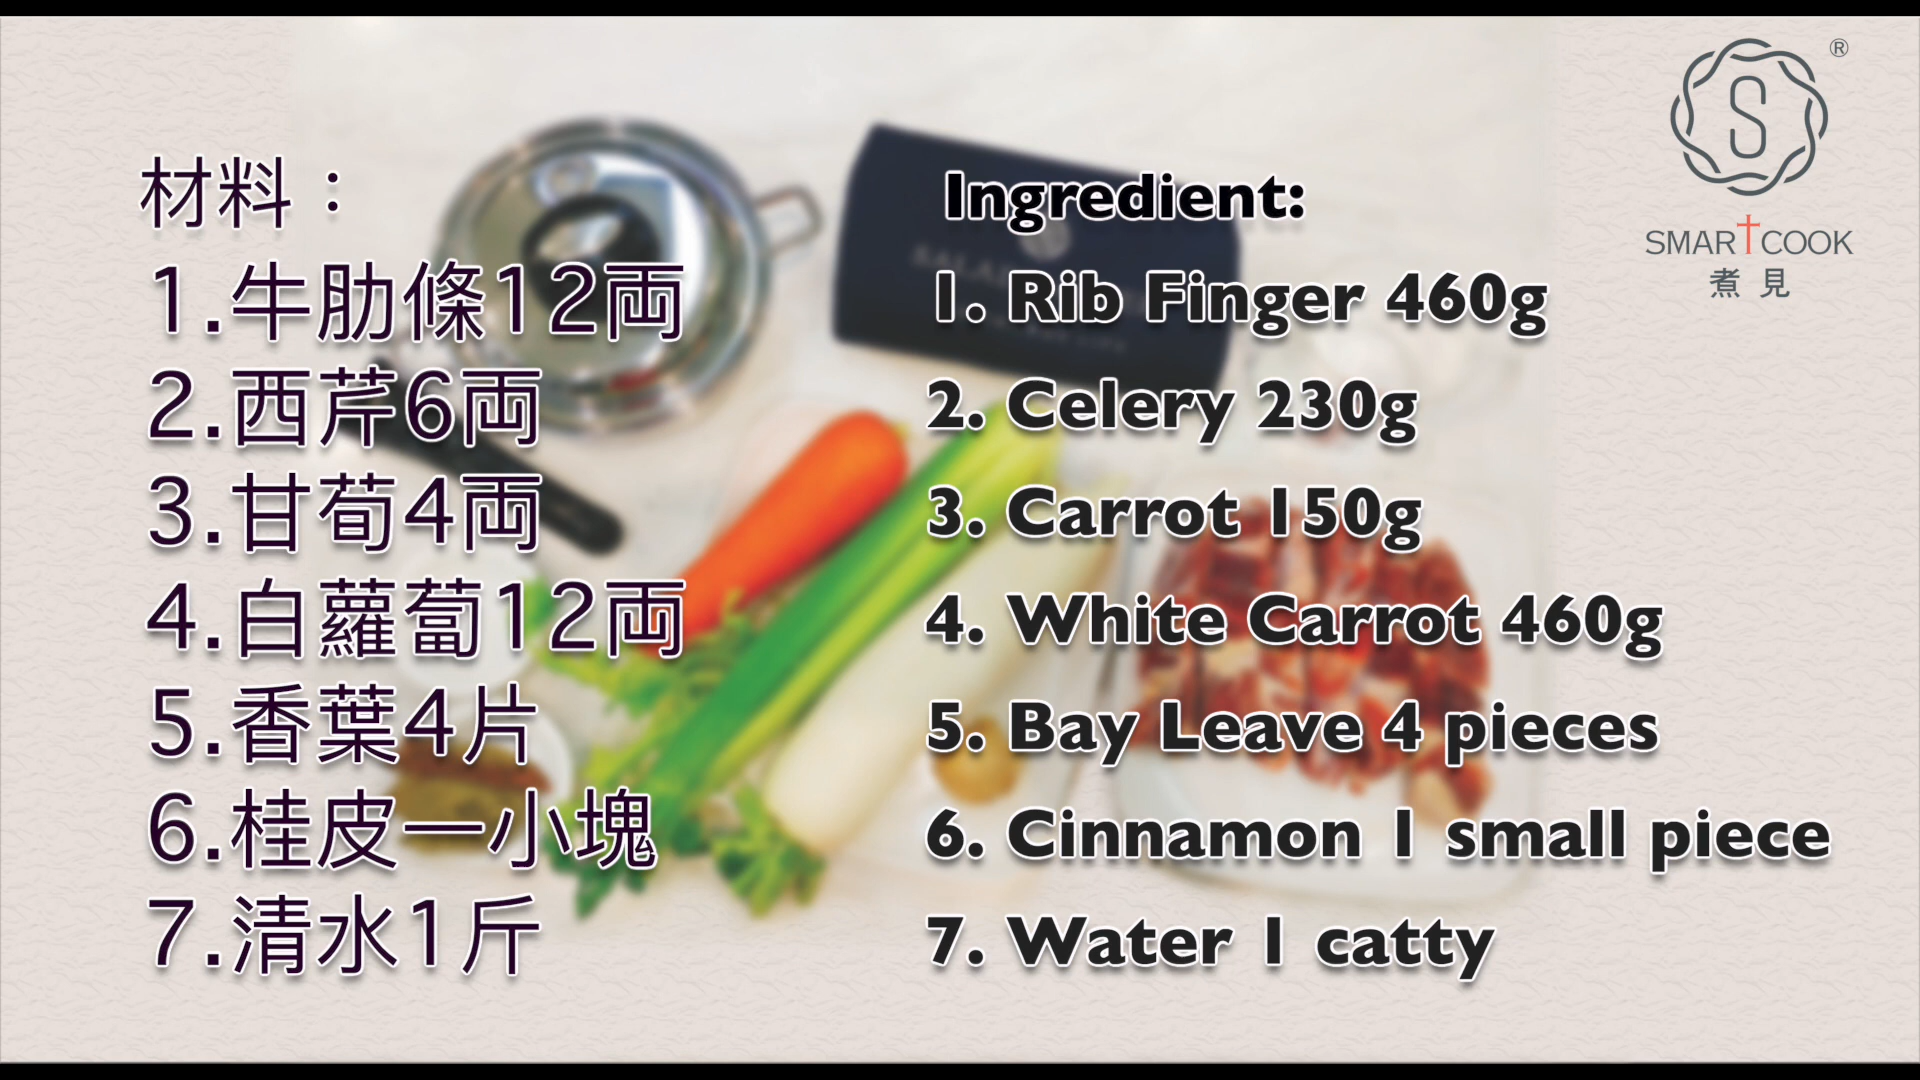 材料：
1.牛肋條12両
2.西芹6両
3.甘荀4両
4.白蘿蔔12両
5.香葉4片
6.桂皮一小塊
7.清水1斤
Ingredient:
1. Rib Finger 460g
2. Celery 230g
3. Carrot 150g
4. White Carrot 460g
5. Bay Leave 4 pieces
6. Cinnamon 1 small piece
7. Water 1 catty
S ®
SMARTCOOK
煮見